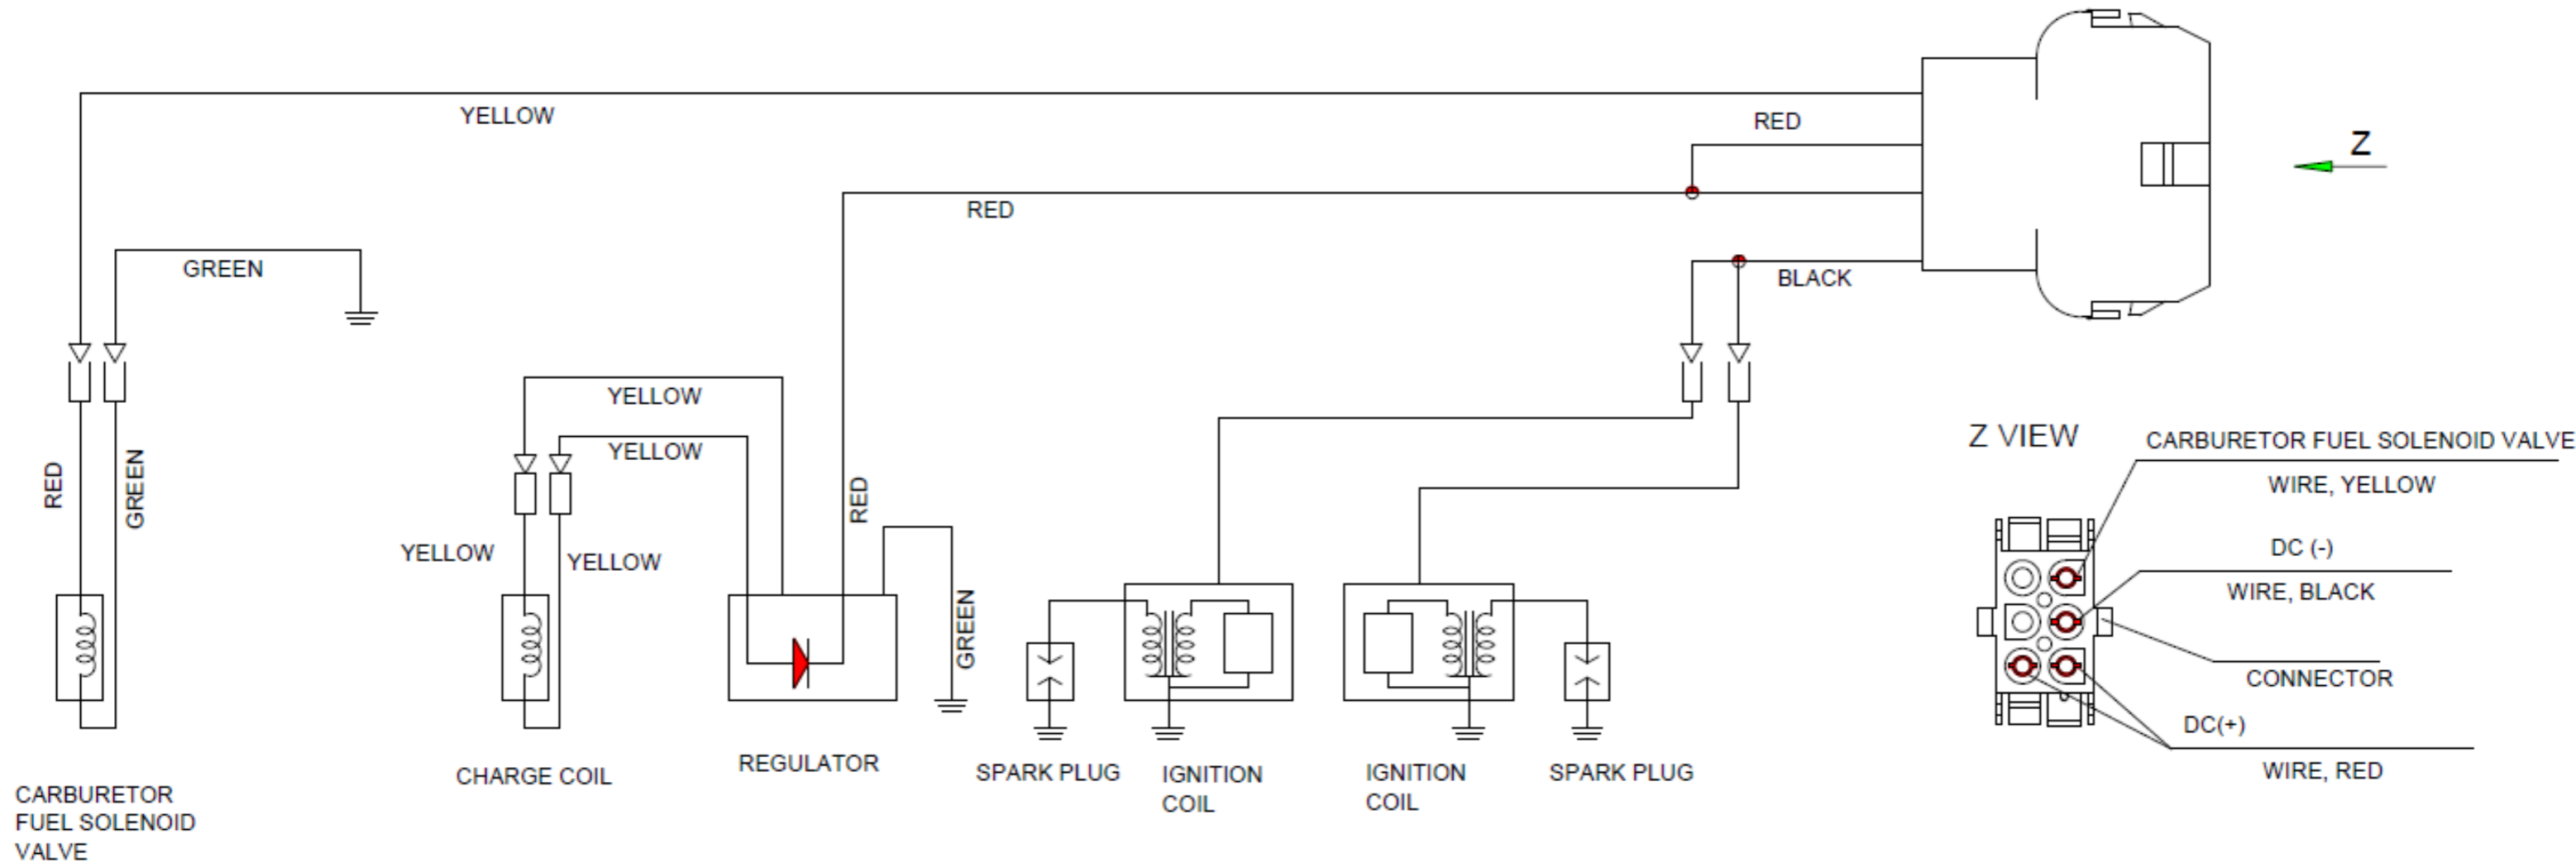 YELLOW
RED
Z
RED
GREEN
BLACK
YELLOW
YELLOW
Z VIEW
CARBURETOR FUEL SOLENOID VALVE
WIRE, YELLOW
RED
GREEN
RED
YELLOW
YELLOW
DC (-)
WIRE, BLACK
GREEN
CONNECTOR
DC(+)
WIRE, RED
CARBURETOR
FUEL SOLENOID
VALVE
CHARGE COIL
REGULATOR
SPARK PLUG
IGNITION
COIL
IGNITION
COIL
SPARK PLUG